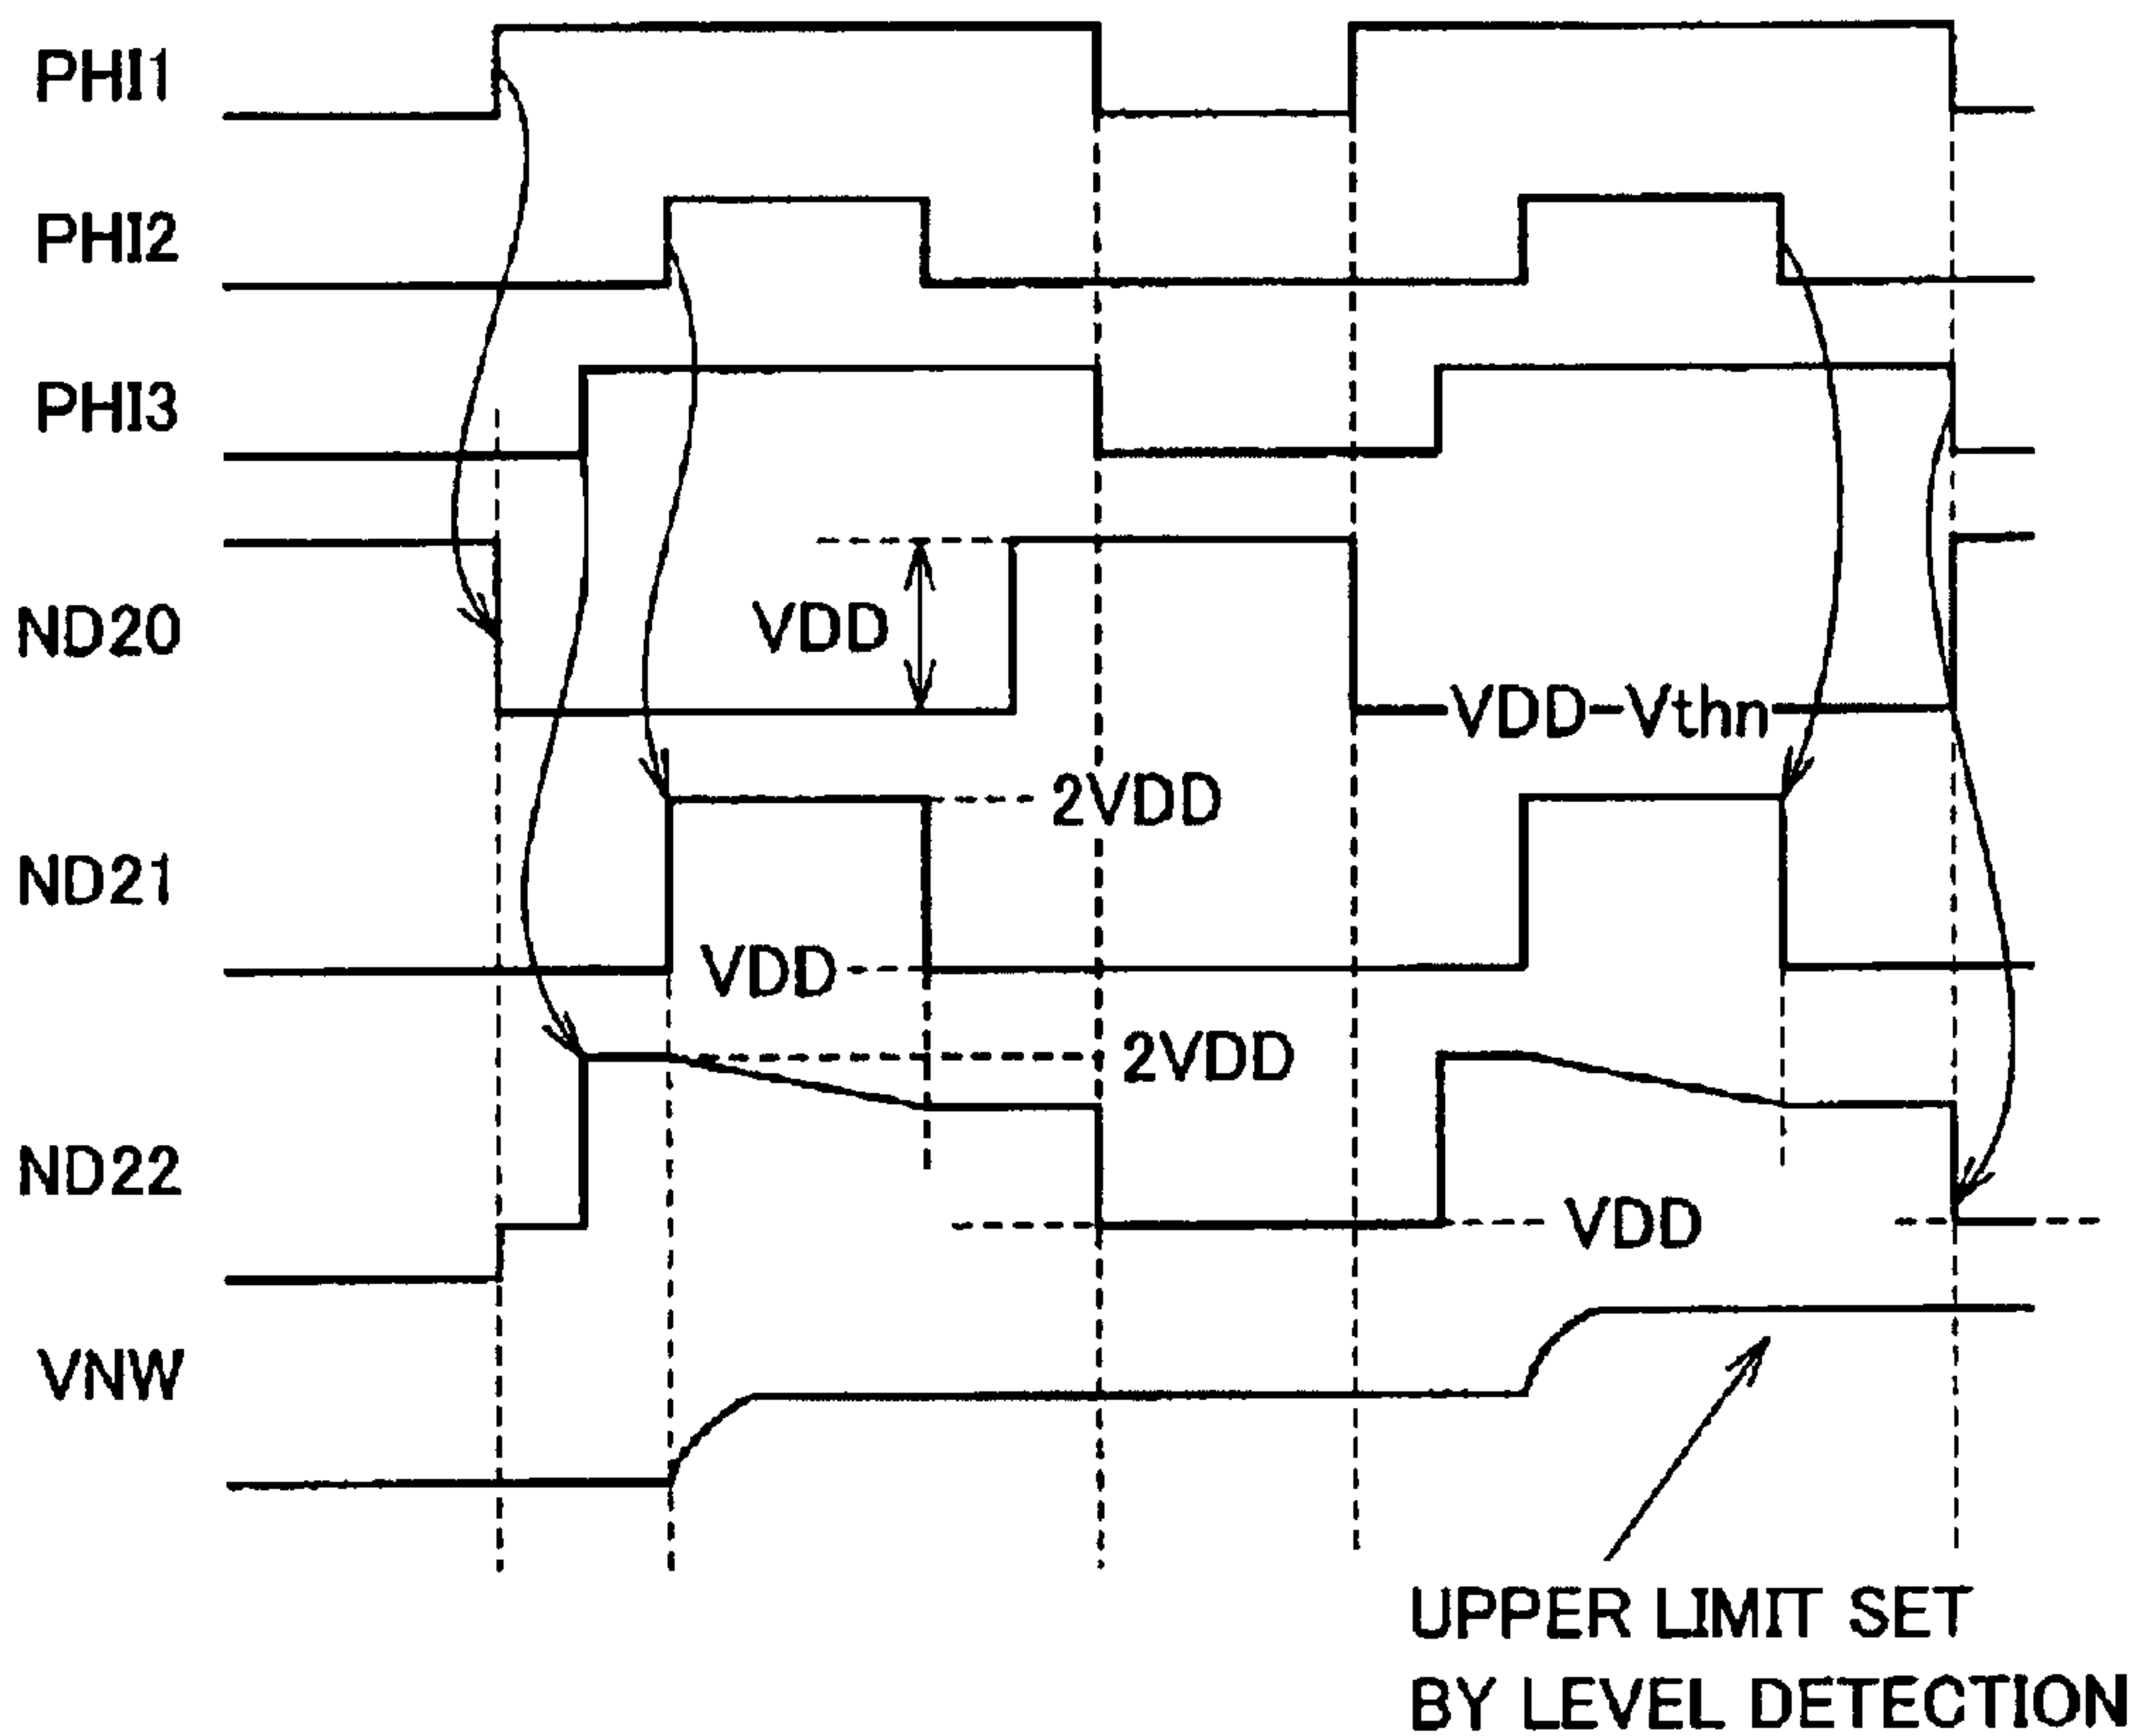 PHI1
PHI2
PHI3
ND20
VDD
VDD-Vthn
2VDD
ND21
VDD
2VDD
ND22
VDD
VNW
UPPER LIMIT SET
BY LEVEL DETECTION